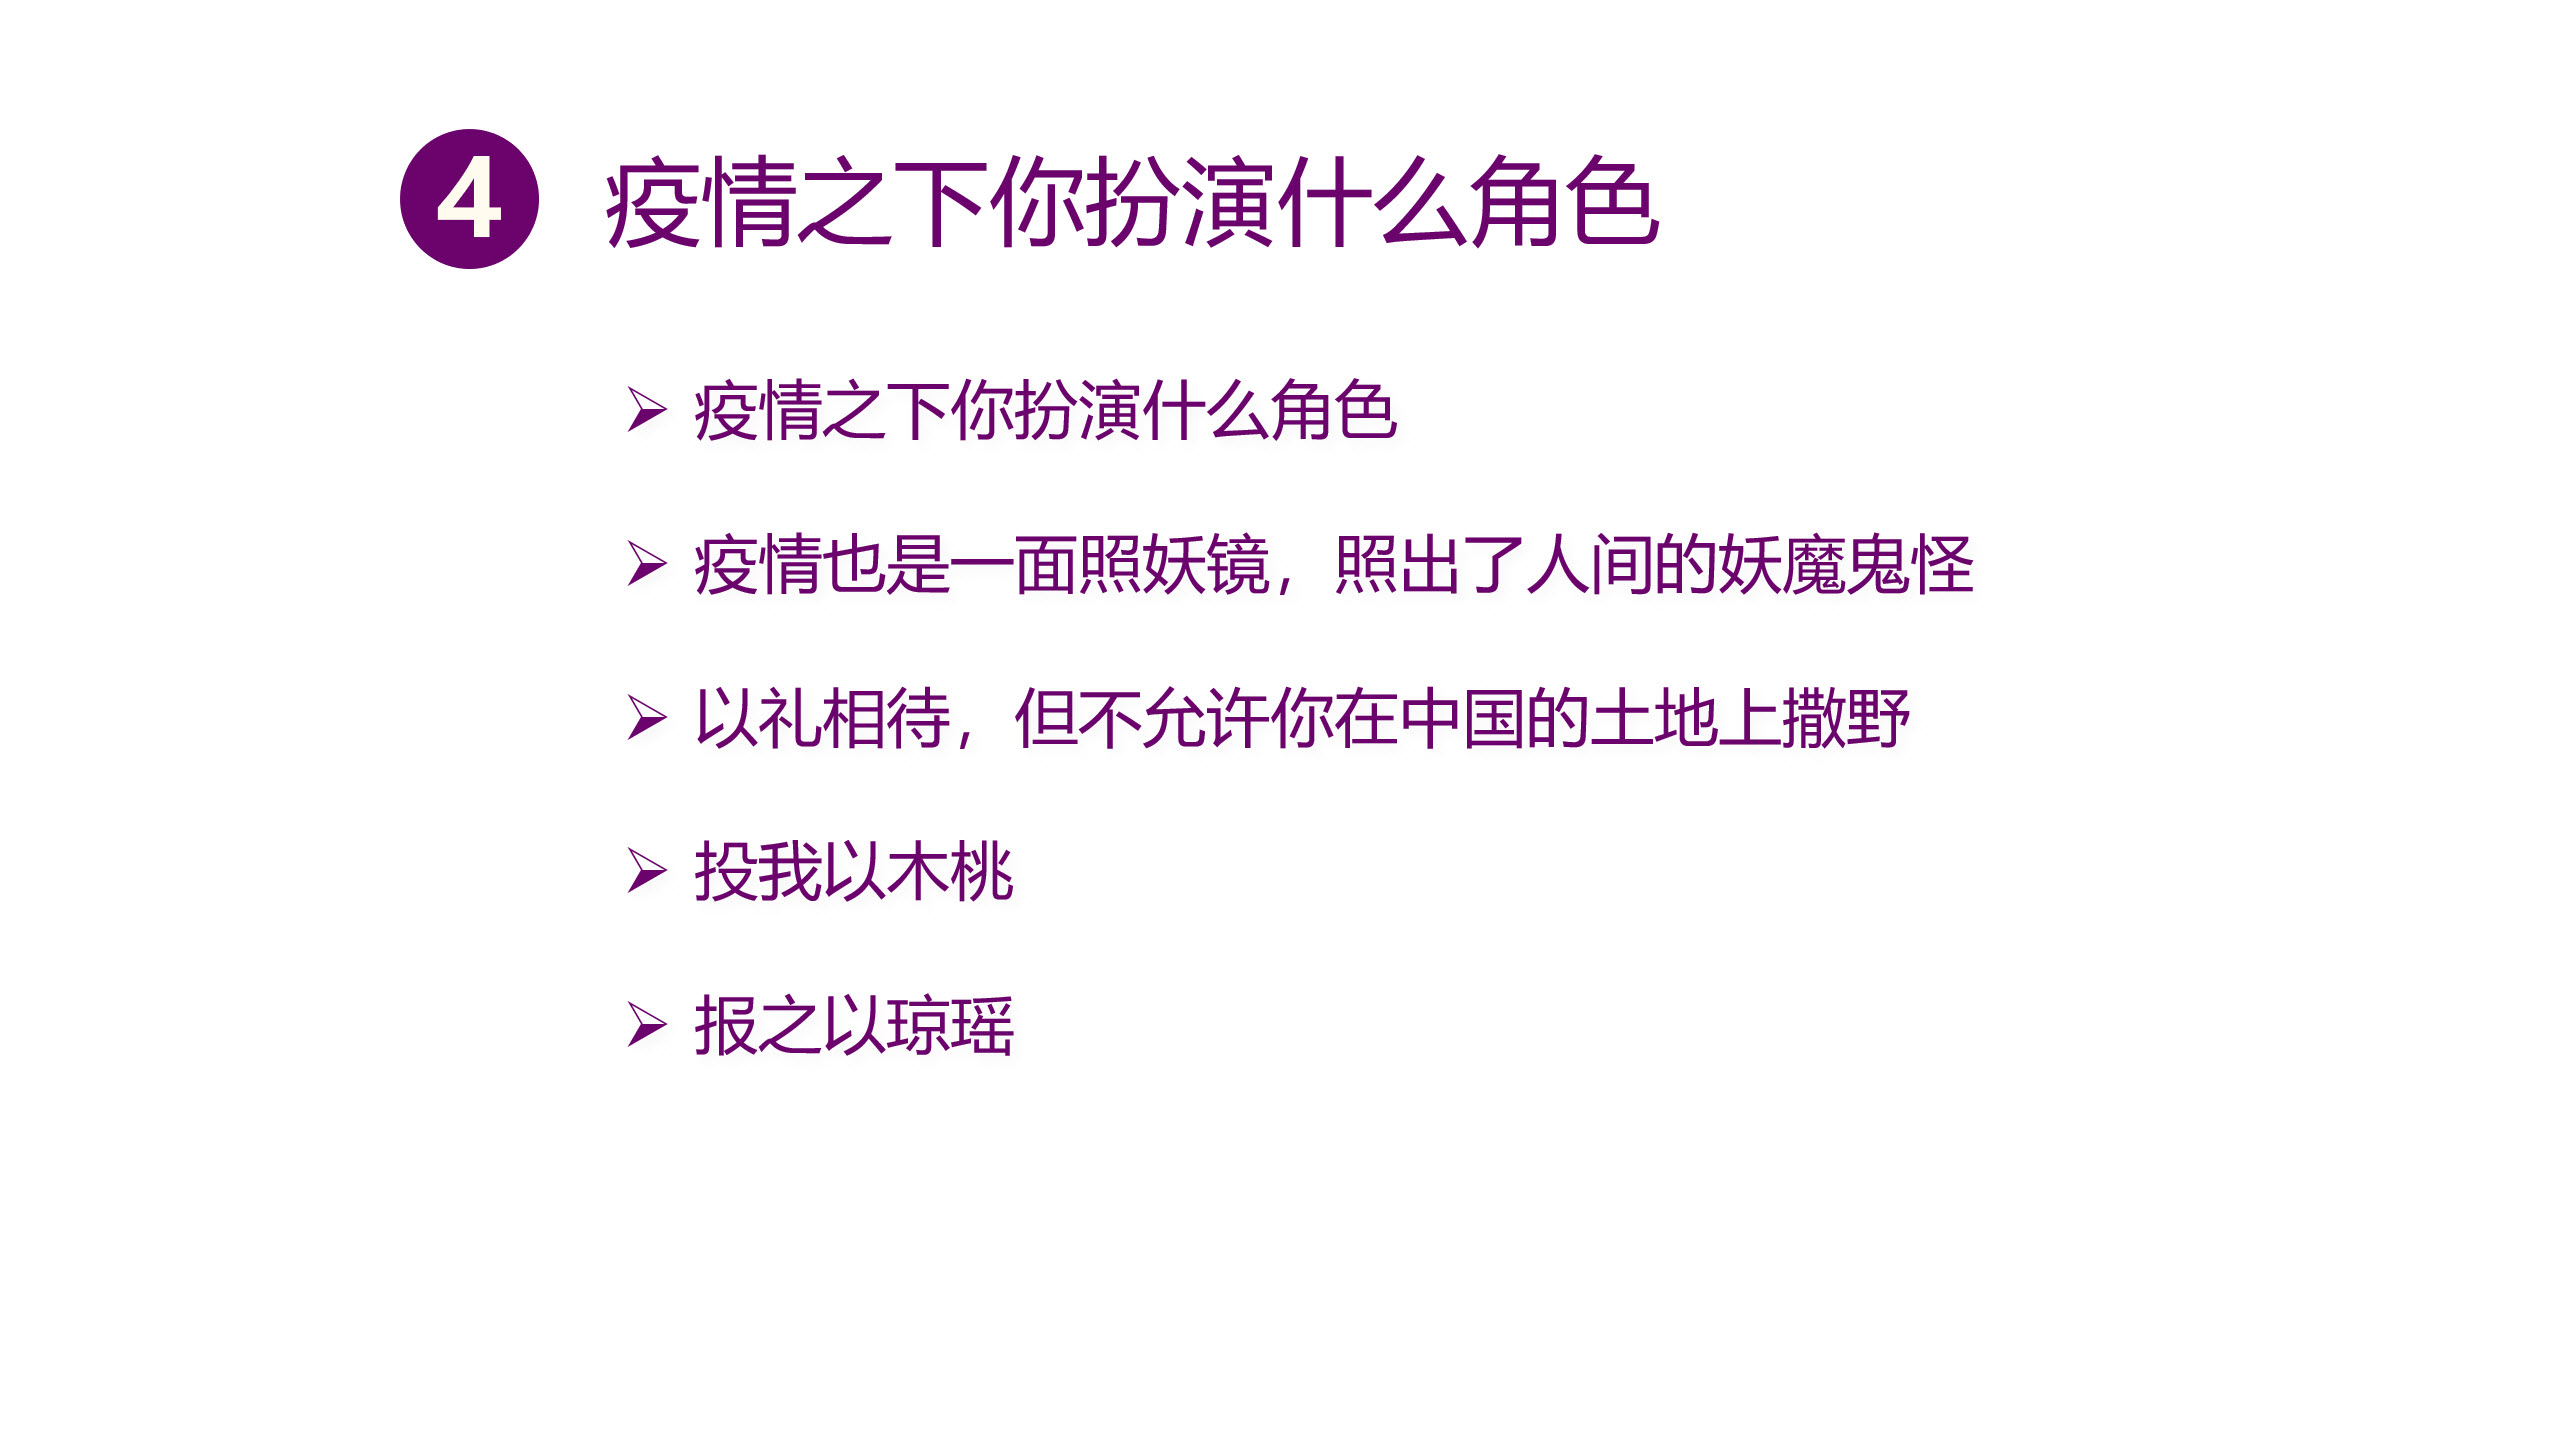 4 疫情之下你扮演什么角色
➢ 疫情之下你扮演什么角色
➢ 疫情也是一面照妖镜，照出了人间的妖魔鬼怪
➢ 以礼相待，但不允许你在中国的土地上撒野
➢ 投我以木桃
➢ 报之以琼瑶